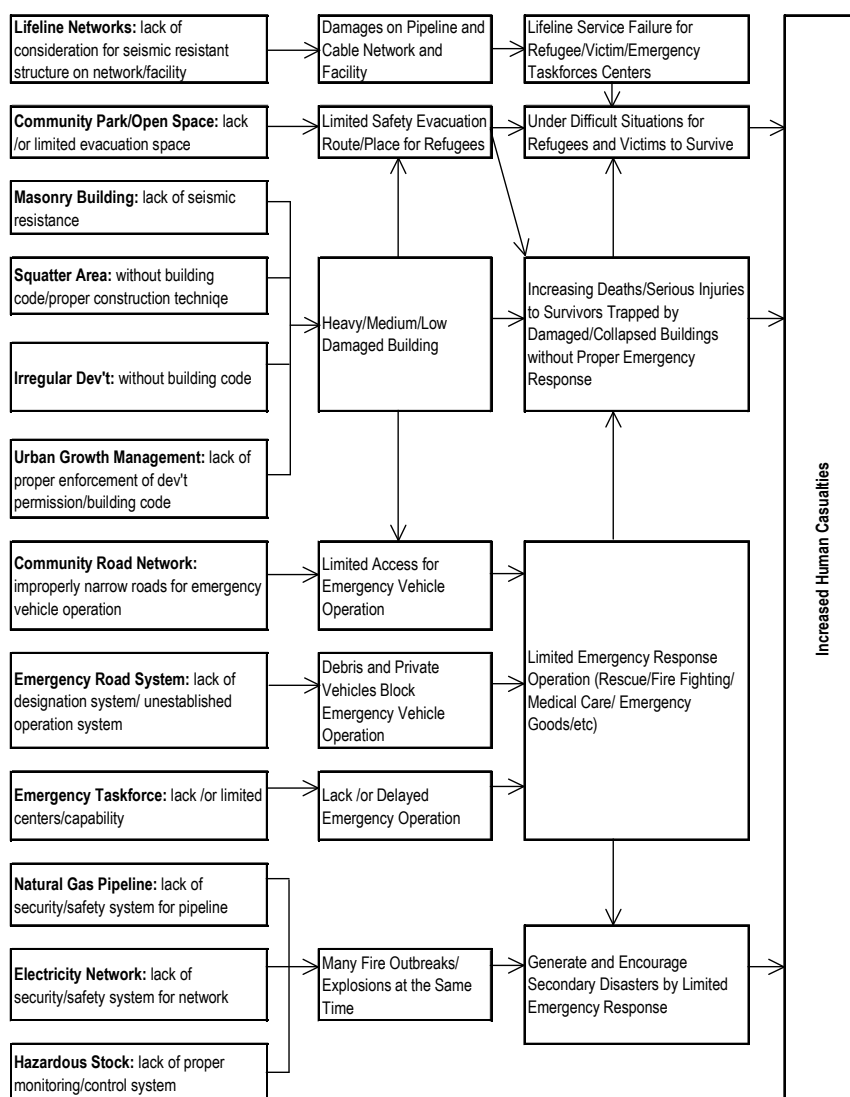 Lifeline Networks: lack of
consideration for seismic resistant
structure on network/facility
Damages on Pipeline and
Cable Network and
Facility
Lifeline Service Failure for
Refugee/Victim/Emergency
Taskforces Centers
Community Park/Open Space: lack
/or limited evacuation space
Limited Safety Evacuation
Route/Place for Refugees
Under Difficult Situations for
Refugees and Victims to Survive
Masonry Building: lack of seismic
resistance
Squatter Area: without building
code/proper construction techniqe
Irregular Dev't: without building code
Urban Growth Management: lack of
proper enforcement of dev't
permission/building code
Heavy/Medium/Low
Damaged Building
Increasing Deaths/Serious Injuries
to Survivors Trapped by
Damaged/Collapsed Buildings
without Proper Emergency
Response
Community Road Network:
improperly narrow roads for emergency
vehicle operation
Limited Access for
Emergency Vehicle
Operation
Emergency Road System: lack of
designation system/ unestablished
operation system
Debris and Private
Vehicles Block
Emergency Vehicle
Operation
Limited Emergency Response
Operation (Rescue/Fire Fighting/
Medical Care/ Emergency
Goods/etc)
Emergency Taskforce: lack /or limited
centers/capability
Lack /or Delayed
Emergency Operation
Natural Gas Pipeline: lack of
security/safety system for pipeline
Electricity Network: lack of
security/safety system for network
Hazardous Stock: lack of proper
monitoring/control system
Many Fire Outbreaks/
Explosions at the Same
Time
Generate and Encourage
Secondary Disasters by Limited
Emergency Response
Increased Human Casualties